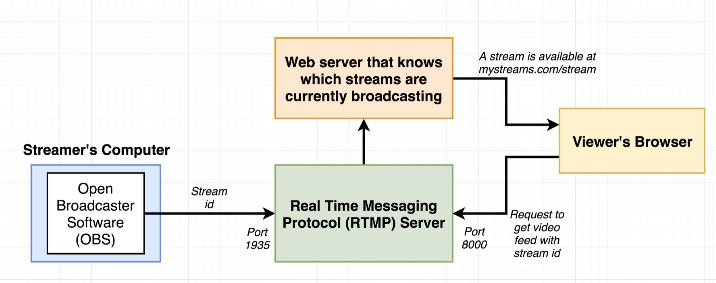 Web server that knows
which streams are
currently broadcasting
A stream is available at
mystreams.com/stream
Viewer's Browser
Streamer's Computer
Open
Broadcaster
Software
(OBS)
Stream
id
Port
1935
Real Time Messaging
Protocol (RTMP) Server
Port
8000
Request to
get video
feed with
stream id